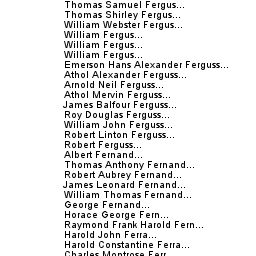 Thomas Samuel Fergus...
Thomas Shirley Fergus...
William Webster Fergus...
William Fergus...
William Fergus...
William Fergus...
Emerson Hans Alexander Ferguss...
Athol Alexander Ferguss...
Arnold Neil Ferguss...
Athol Mervin Ferguss...
James Balfour Ferguss...
Roy Douglas Ferguss...
William John Ferguss...
Robert Linton Ferguss...
Robert Ferguss...
Albert Fernand...
Thomas Anthony Fernand...
Robert Aubrey Fernand...
James Leonard Fernand...
William Thomas Fernand...
George Fernand...
Horace George Fern...
Raymond Frank Harold Fern...
Harold John Ferra...
Harold Constantine Ferra...
Charles Montrose Ferr...